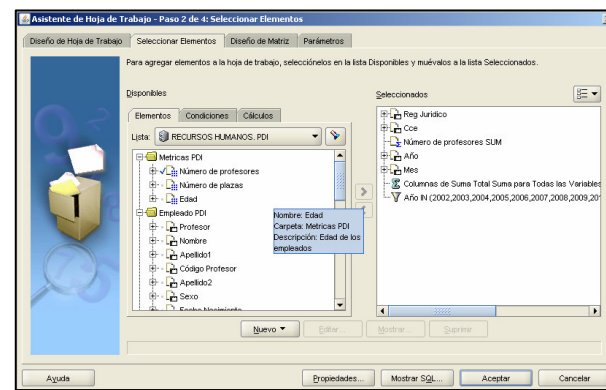 Asistente de Hoja de Trabajo - Paso 2 de 4: Seleccionar Elementos
Diseño de Hoja de Trabajo Seleccionar Elementos Diseño de Matriz Parámetros
Para agregar elementos a la hoja de trabajo, selecciónelos en la lista Disponibles y muévalos a la lista Seleccionados.
Disponibles
Elementos Condiciones Cálculos
Lista: RECURSOS HUMANOS. PDI
Metricas PDI
Número de profesores
Número de plazas
Edad
Empleado PDI
Profesor
Nombre
Apellido1
Código Profesor
Apellido2
Sexo
Fecha Nacimiento
Nombre: Edad
Carpeta: Metricas PDI
Descripción: Edad de los
empleados
Seleccionados
Reg Juridico
Cce
Número de profesores SUM
Año
Mes
Columnas de Suma Total Suma para Todas las Variables
Año IN (2002,2003,2004,2005,2006,2007,2008,2009,201
Nuevo Editar... Mostrar... Suprimir
Ayuda Propiedades... Mostrar SQL... Aceptar Cancelar